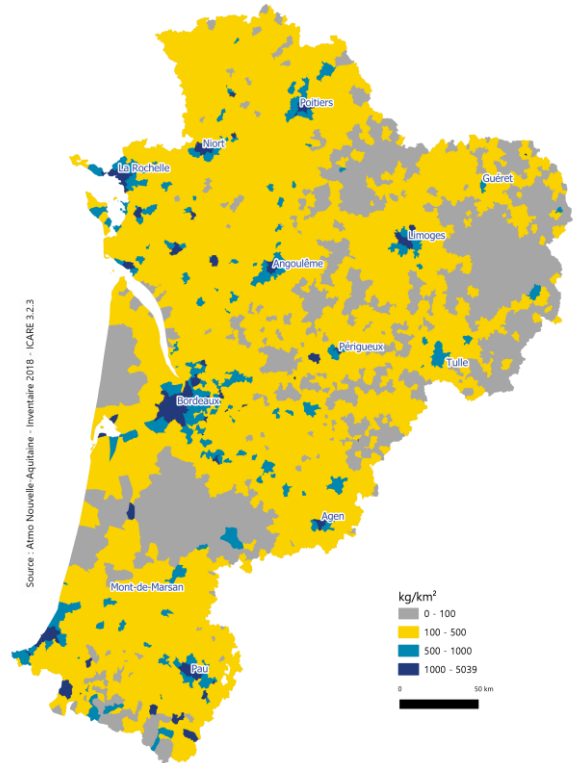 Poitiers
Niort
La Rochelle
Guéret
Limoges
Angoulême
Source : Atmo Nouvelle-Aquitaine - Inventaire 2018 - ICARE 3.2.3
Périgueux
Tulle
Bordeaux
Agen
Mont-de-Marsan
Pau
kg/km²
0 - 100
100 - 500
500 - 1000
1000 - 5039
0 50 km